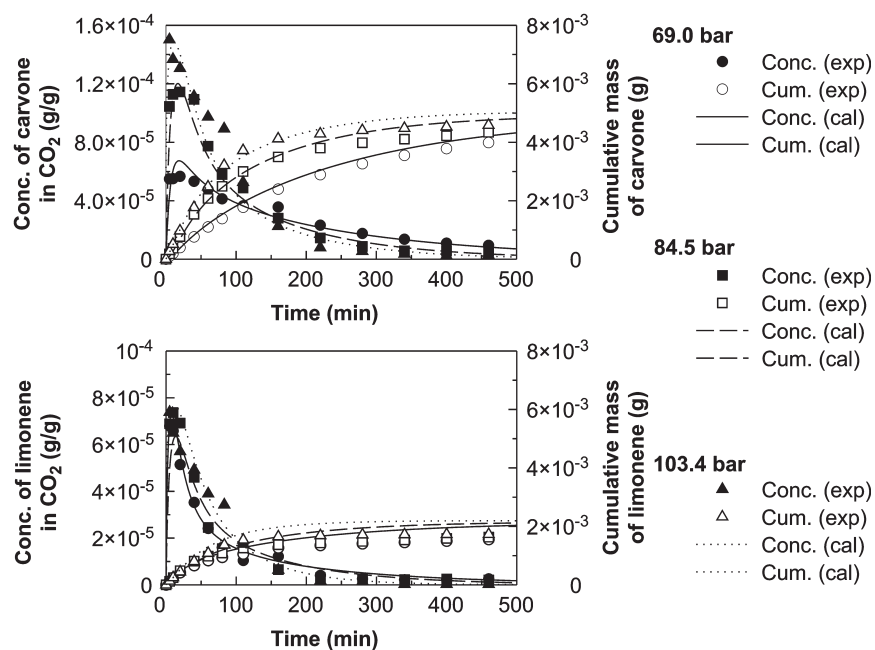 1.6×10⁻⁴
1.2×10⁻⁴
8.0×10⁻⁵
4.0×10⁻⁵
0
Conc. of carvone
in CO₂ (g/g)
0 100 200 300 400 500
Time (min)
8×10⁻³
6×10⁻³
4×10⁻³
2×10⁻³
0
Cumulative mass
of carvone (g)
10⁻⁴
8×10⁻⁵
6×10⁻⁵
4×10⁻⁵
2×10⁻⁵
0
Conc. of limonene
in CO₂ (g/g)
0 100 200 300 400 500
Time (min)
8×10⁻³
6×10⁻³
4×10⁻³
2×10⁻³
0
Cumulative mass
of limonene (g)
69.0 bar
Conc. (exp)
Cum. (exp)
Conc. (cal)
Cum. (cal)
84.5 bar
Conc. (exp)
Cum. (exp)
Conc. (cal)
Cum. (cal)
103.4 bar
Conc. (exp)
Cum. (exp)
Conc. (cal)
Cum. (cal)